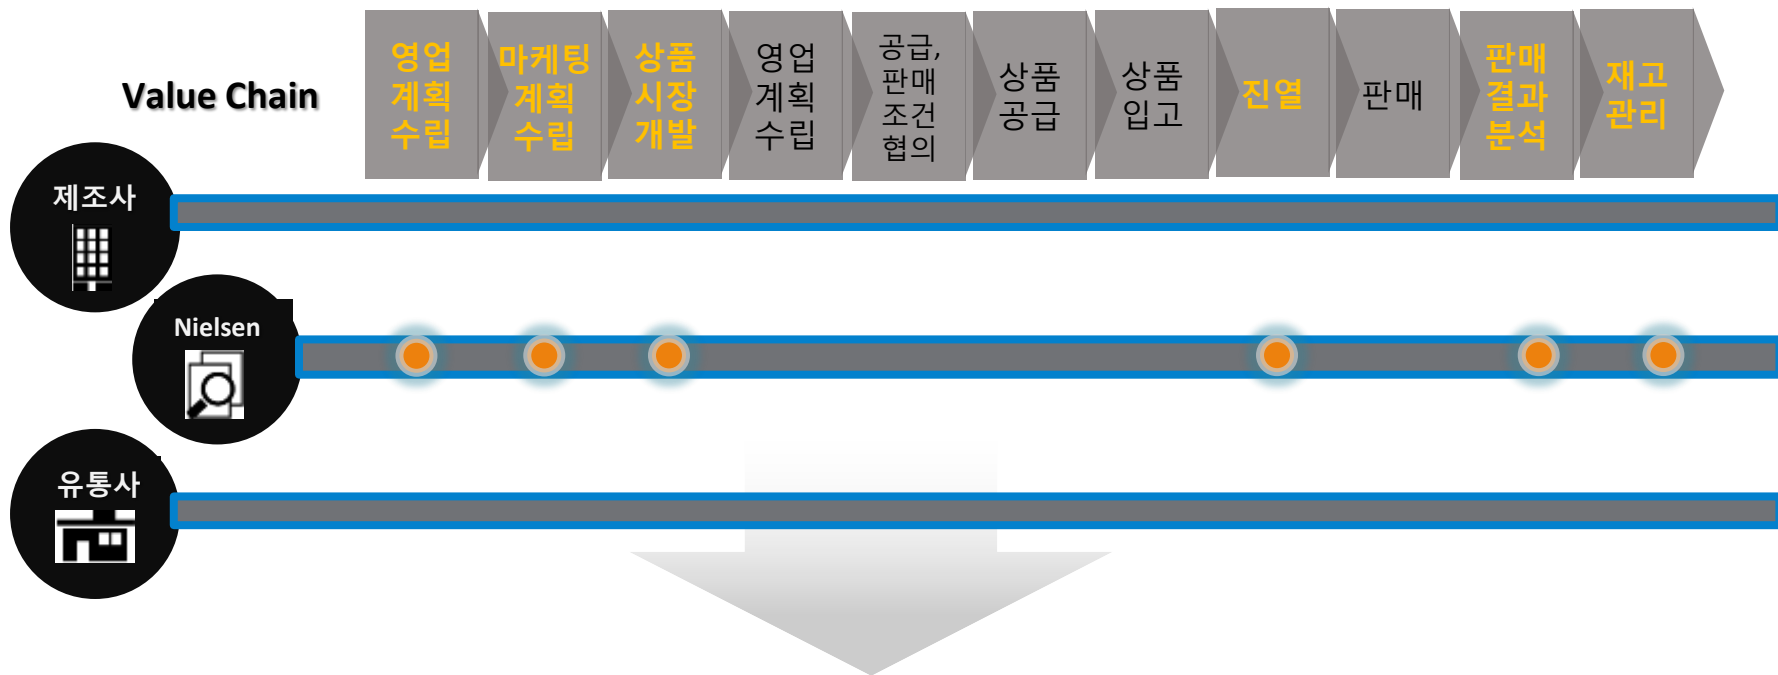 Value Chain
영업
계획
수립
마케팅
계획
수립
상품
시장
개발
영업
계획
수립
공급,
판매
조건
협의
상품
공급
상품
입고
진열
판매
판매
결과
분석
재고
관리
제조사
Nielsen
유통사